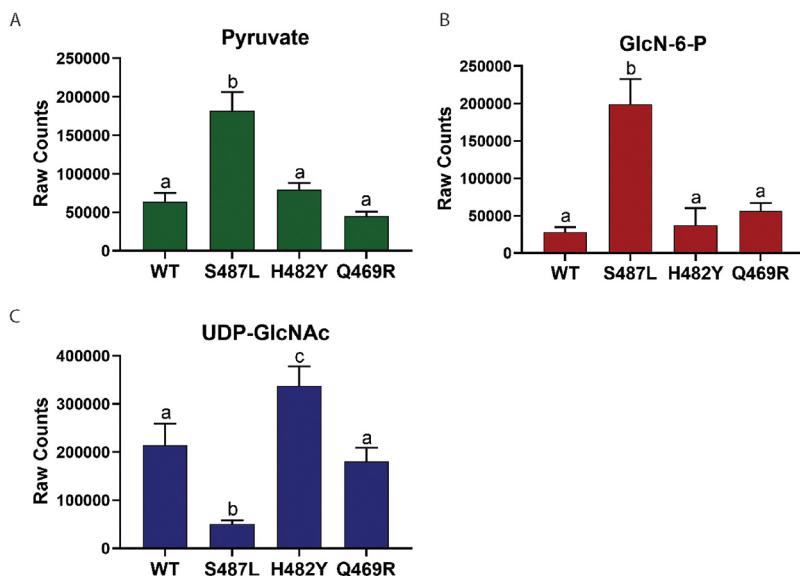 A
Pyruvate
Raw Counts
250000
200000
150000
100000
50000
0
a
b
a
a
WT S487L H482Y Q469R
B
GlcN-6-P
Raw Counts
250000
200000
150000
100000
50000
0
a
b
a
a
WT S487L H482Y Q469R
C
UDP-GlcNAc
Raw Counts
400000
300000
200000
100000
0
a
b
c
a
WT S487L H482Y Q469R